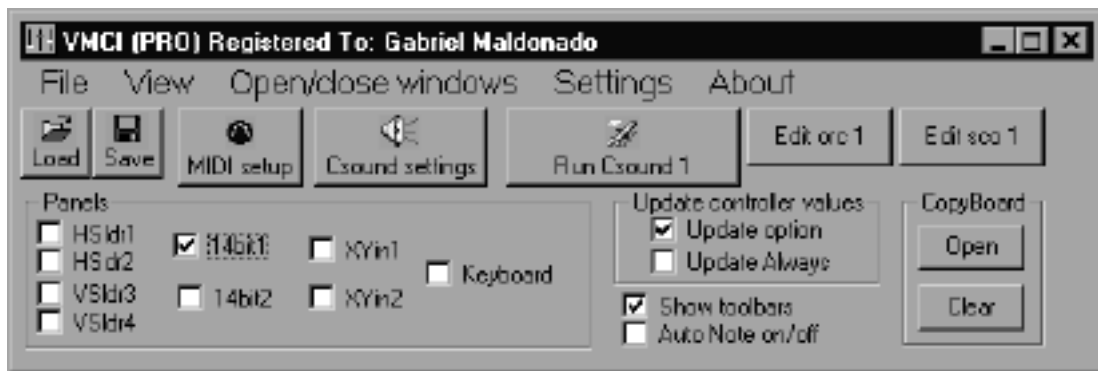 VMCI (PRO) Registered To: Gabriel Maldonado
File View Open/close windows Settings About
Load Save MIDI setup Csound settings Run Csound 1 Edit orc 1 Edit sco 1
Panels Update controller values CopyBoard
HSldr1 14bit1 XYin1 Update option Open
HSldr2 Keyboard Update Always
VSldr3 14bit2 XYin2 Show toolbars Clear
VSldr4 Auto Note on/off